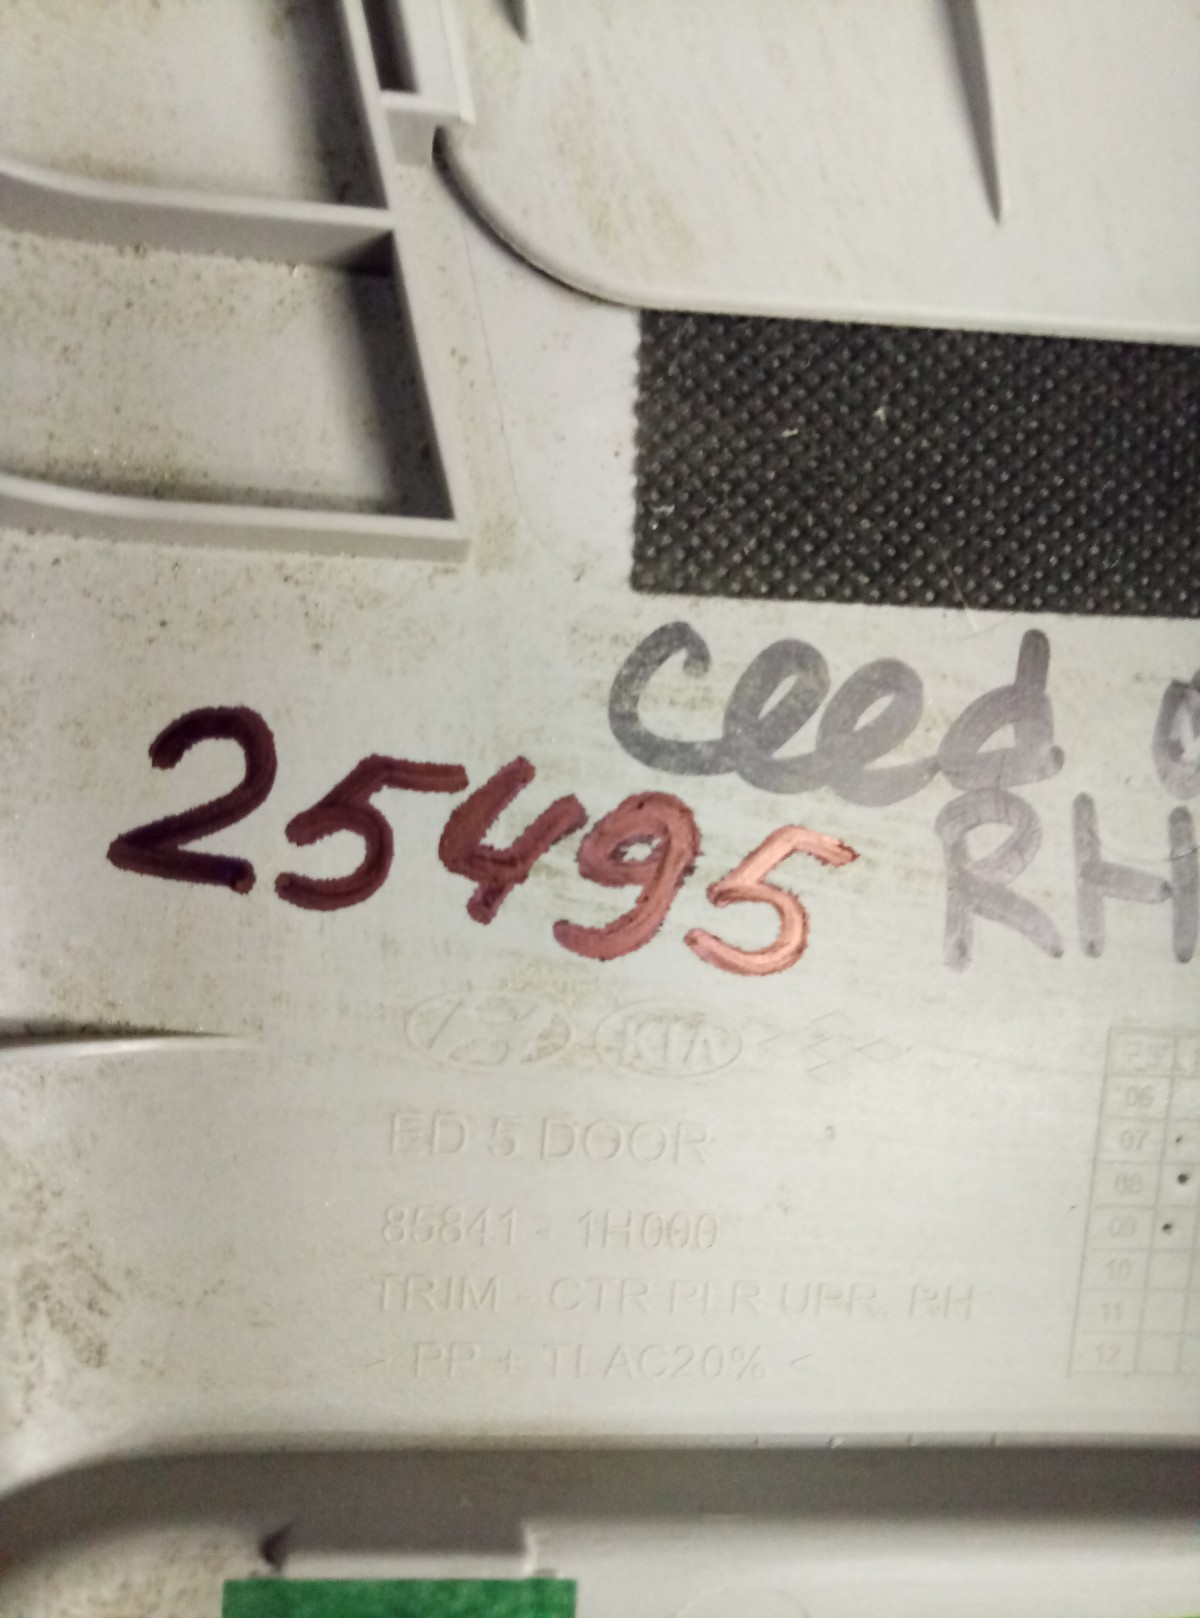 ceed
RH
25495
KIA
ED 5 DOOR
85841 - 1H000
TRIM - CTR PLR UPR. RH
> PP + TLAC20% <
06
07
08
09
10
11
12